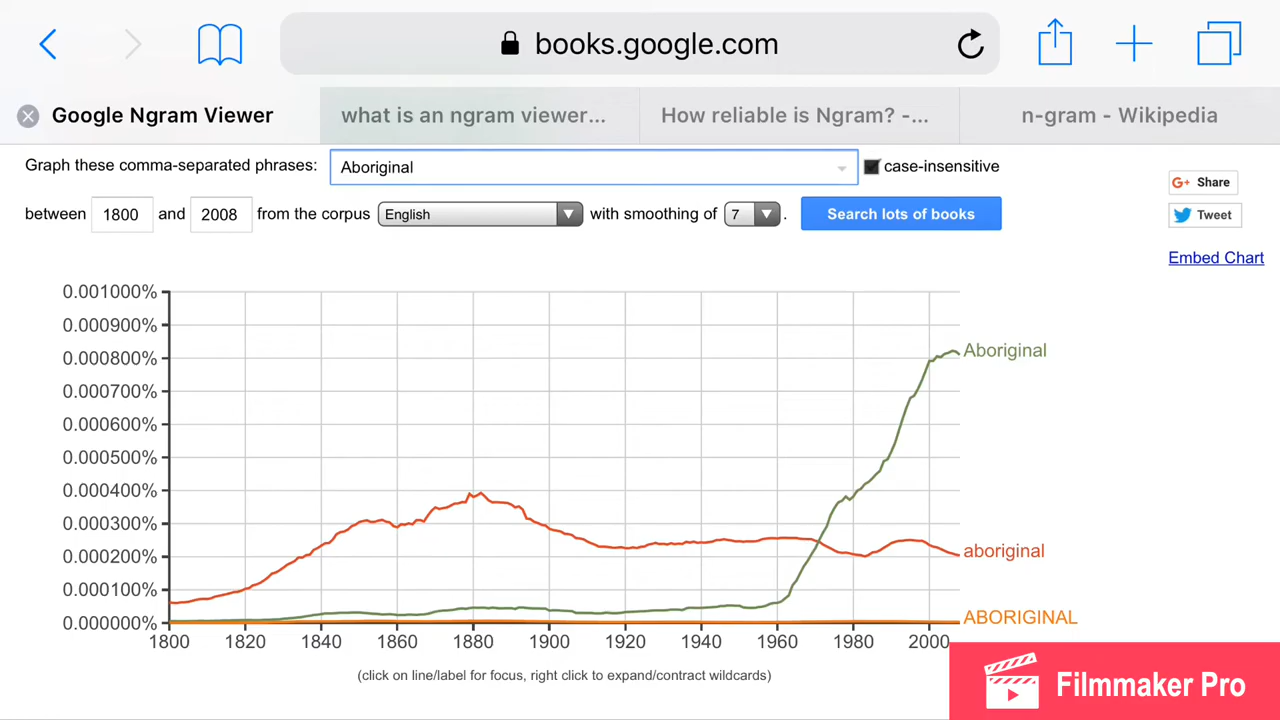 books.google.com
Google Ngram Viewer
what is an ngram viewer...
How reliable is Ngram? -...
n-gram - Wikipedia
Graph these comma-separated phrases: Aboriginal case-insensitive
between 1800 and 2008 from the corpus English with smoothing of 7 . Search lots of books
G+ Share
Tweet
Embed Chart
0.001000%
0.000900%
0.000800%
0.000700%
0.000600%
0.000500%
0.000400%
0.000300%
0.000200%
0.000100%
0.000000%
Aboriginal
aboriginal
ABORIGINAL
1800 1820 1840 1860 1880 1900 1920 1940 1960 1980 2000
(click on line/label for focus, right click to expand/contract wildcards)
Filmmaker Pro